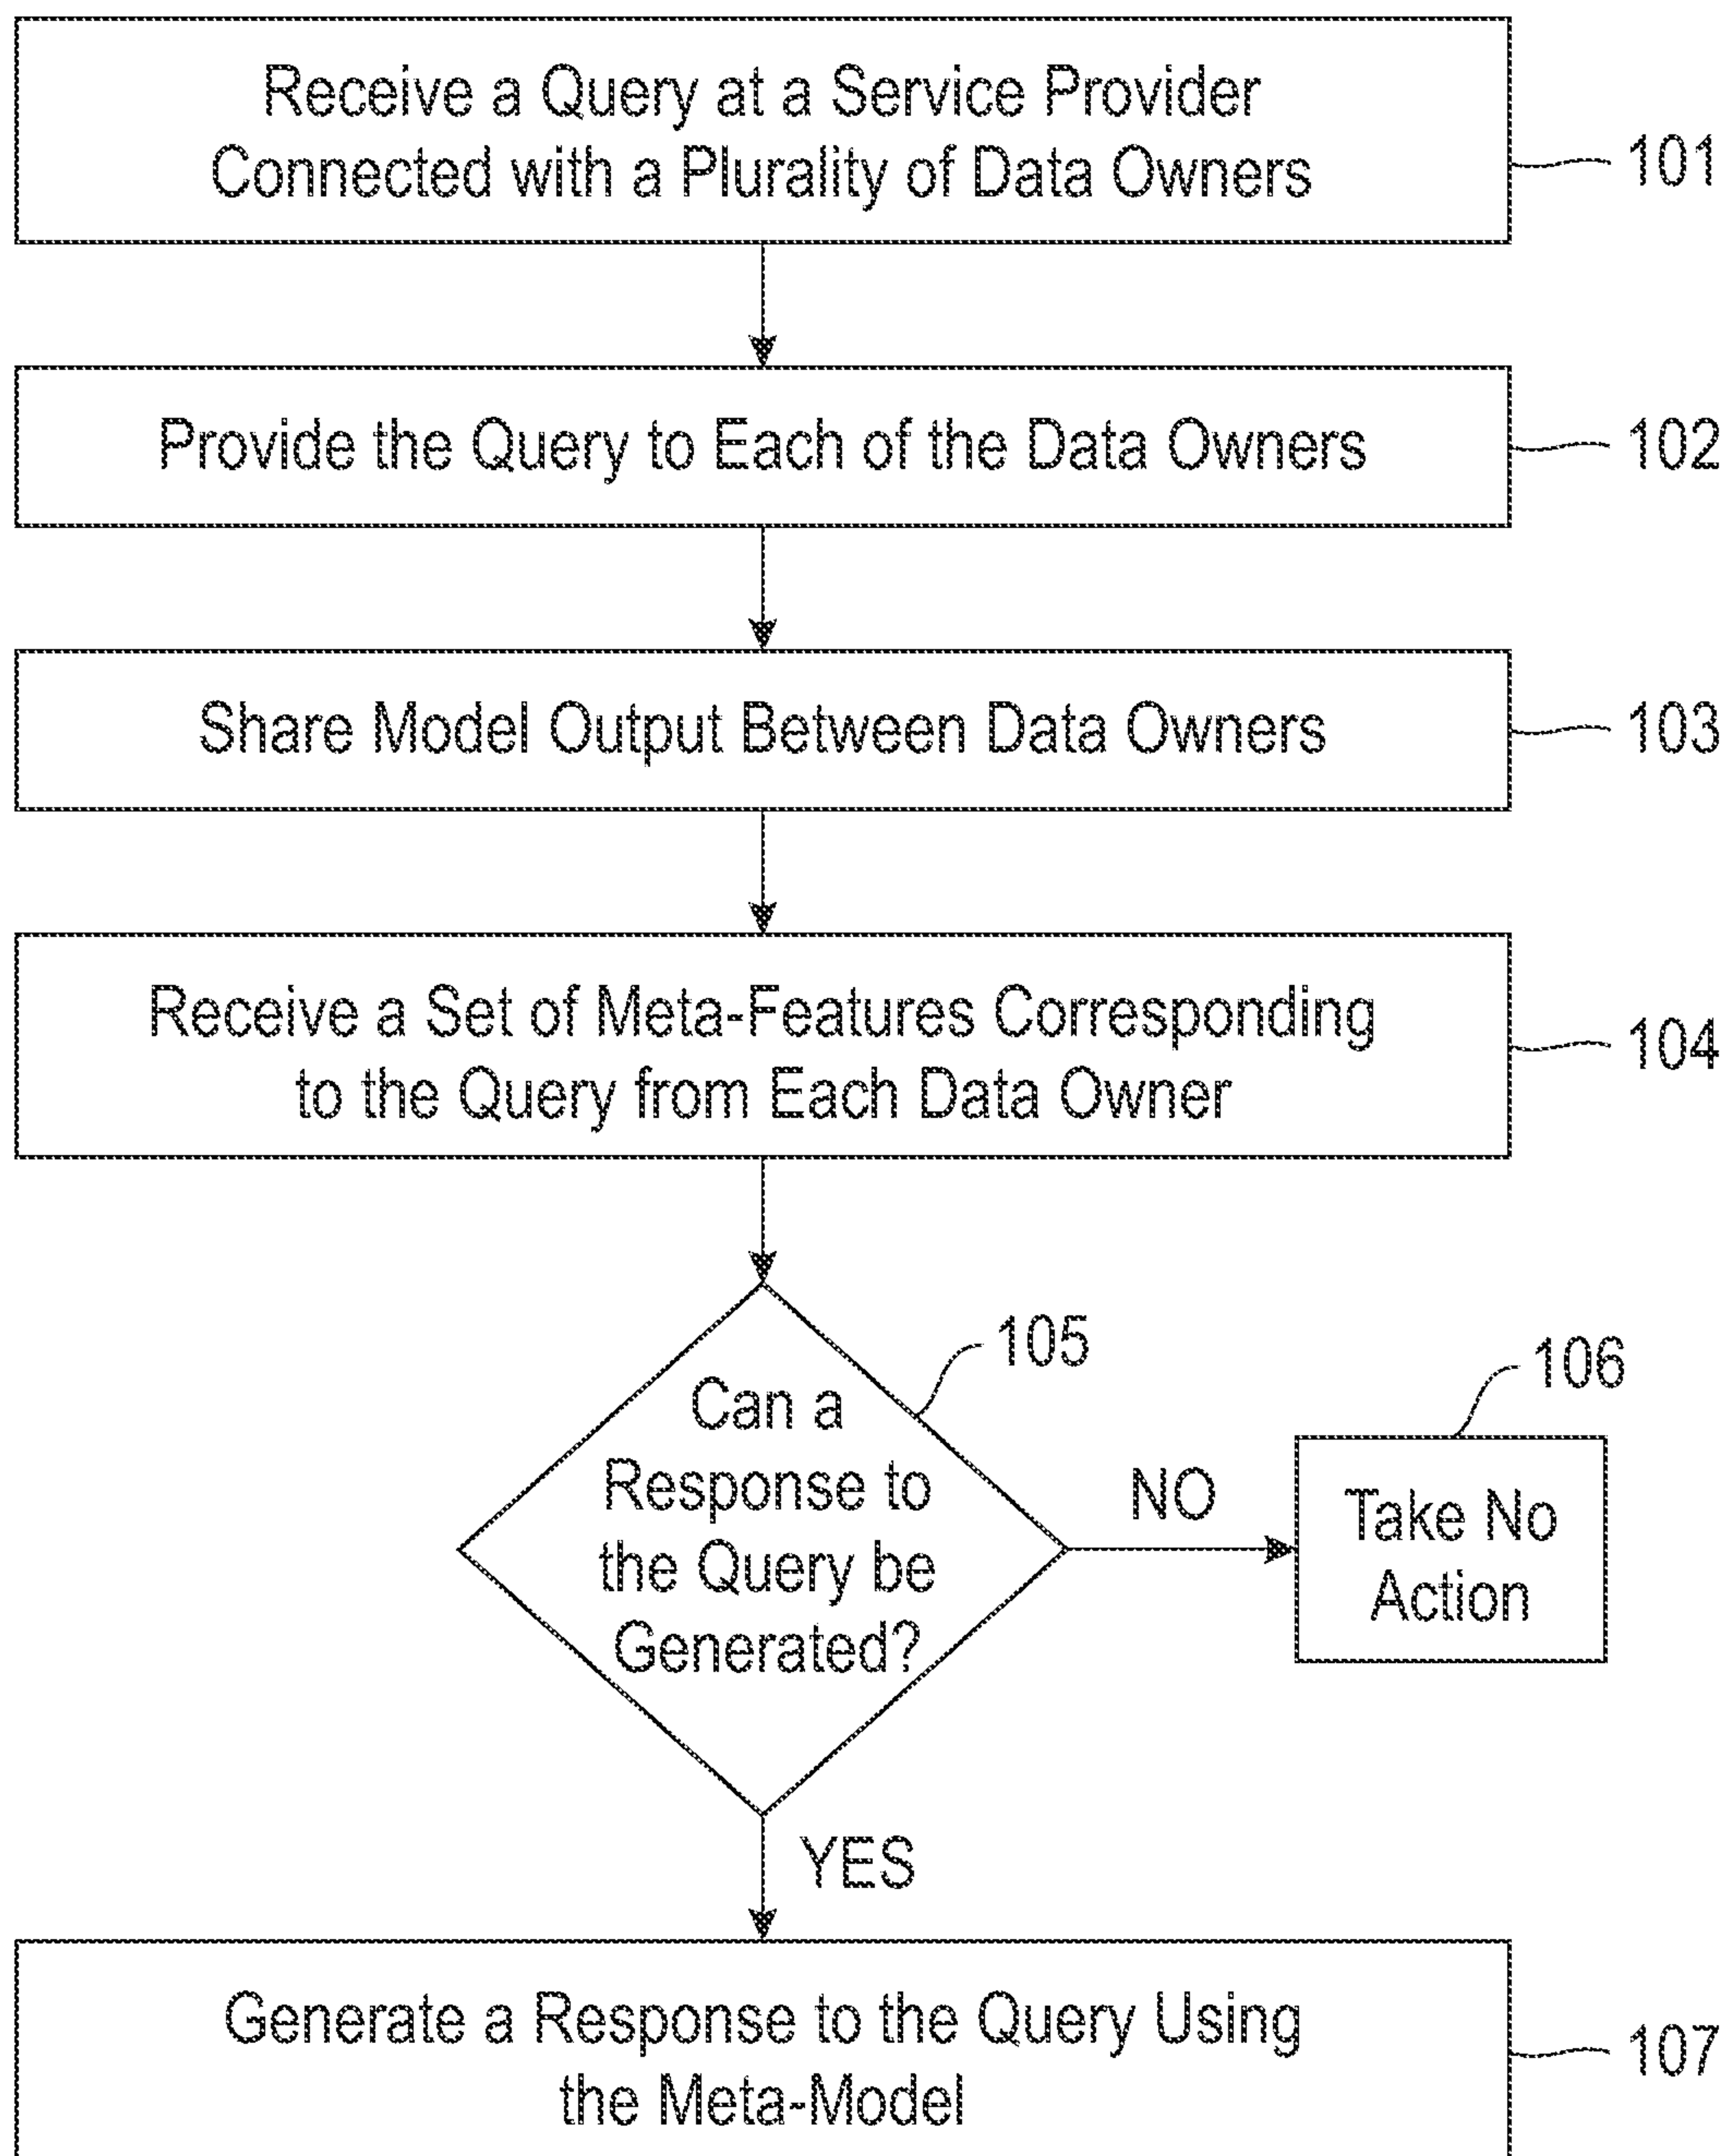 Receive a Query at a Service Provider
Connected with a Plurality of Data Owners
101
Provide the Query to Each of the Data Owners
102
Share Model Output Between Data Owners
103
Receive a Set of Meta-Features Corresponding
to the Query from Each Data Owner
104
105
Can a
Response to
the Query be
Generated?
NO
106
Take No
Action
YES
Generate a Response to the Query Using
the Meta-Model
107